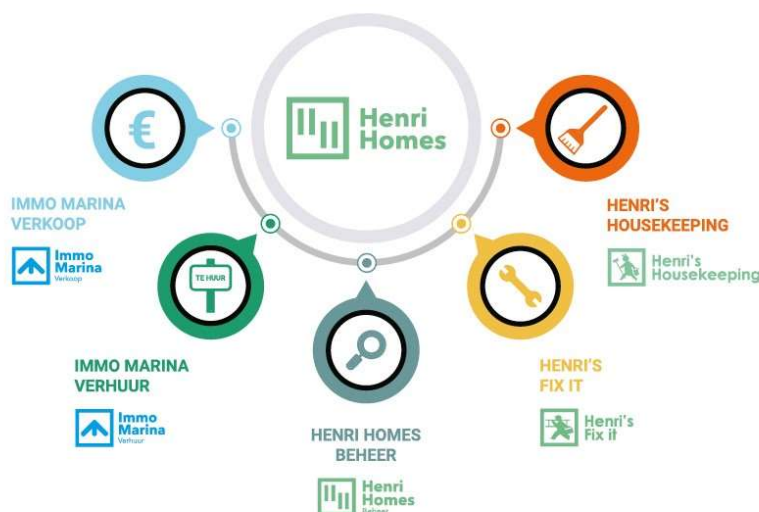 Henri
Homes
€
IMMO MARINA
VERKOOP
Immo
Marina
Verkoop
TE HUUR
IMMO MARINA
VERHUUR
Immo
Marina
Verhuur
HENRI HOMES
BEHEER
Henri
Homes
Beheer
HENRI'S
FIX IT
Henri's
Fix it
HENRI'S
HOUSEKEEPING
Henri's
Housekeeping